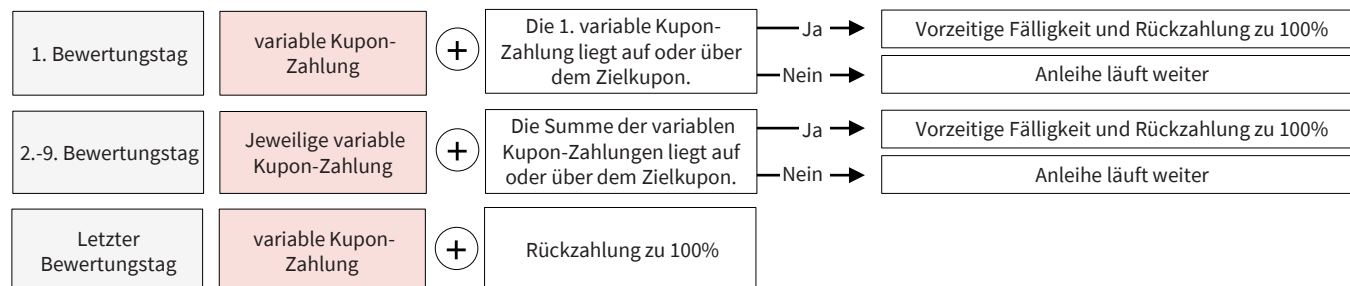 1. Bewertungstag
variable Kupon-
Zahlung
+
Die 1. variable Kupon-
Zahlung liegt auf oder über
dem Zielkupon.
Ja
Vorzeitige Fälligkeit und Rückzahlung zu 100%
Nein
Anleihe läuft weiter
2.-9. Bewertungstag
Jeweilige variable
Kupon-Zahlung
+
Die Summe der variablen
Kupon-Zahlungen liegt auf
oder über dem Zielkupon.
Ja
Vorzeitige Fälligkeit und Rückzahlung zu 100%
Nein
Anleihe läuft weiter
Letzter
Bewertungstag
variable Kupon-
Zahlung
+
Rückzahlung zu 100%